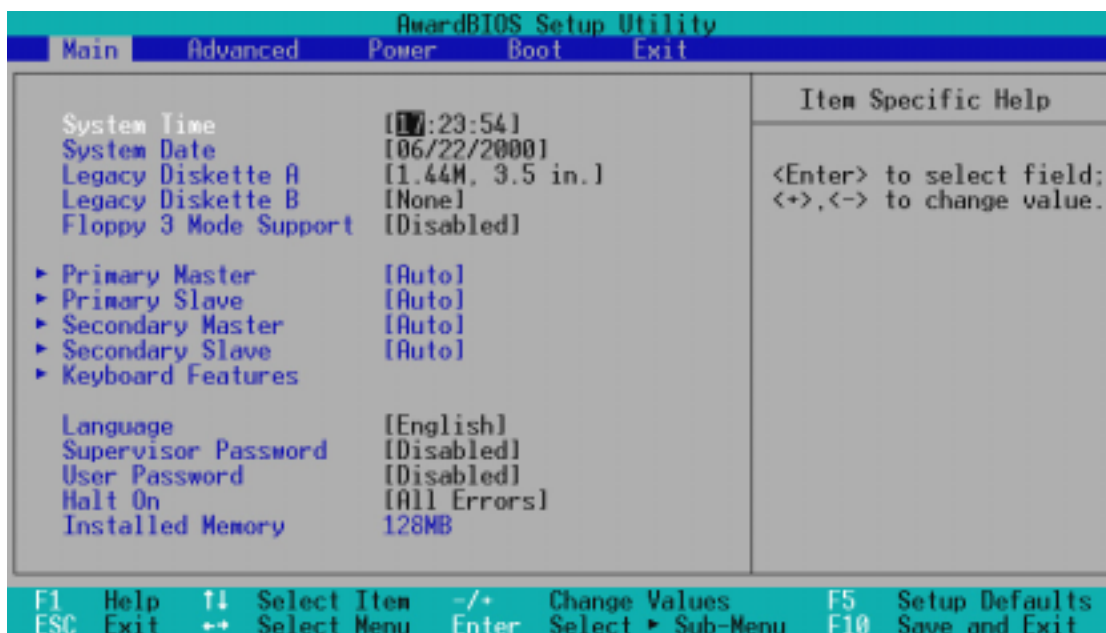 AwardBIOS Setup Utility
Main Advanced Power Boot Exit
Item Specific Help
System Time [17:23:54]
System Date [06/22/2000]
Legacy Diskette A [1.44M, 3.5 in.]
Legacy Diskette B [None]
Floppy 3 Mode Support [Disabled]
<Enter> to select field;
<+>,<-> to change value.
▶ Primary Master [Auto]
▶ Primary Slave [Auto]
▶ Secondary Master [Auto]
▶ Secondary Slave [Auto]
▶ Keyboard Features
Language [English]
Supervisor Password [Disabled]
User Password [Disabled]
Halt On [All Errors]
Installed Memory 128MB
F1 Help ↑↓ Select Item -/+ Change Values F5 Setup Defaults
ESC Exit ←→ Select Menu Enter Select ▶ Sub-Menu F10 Save and Exit